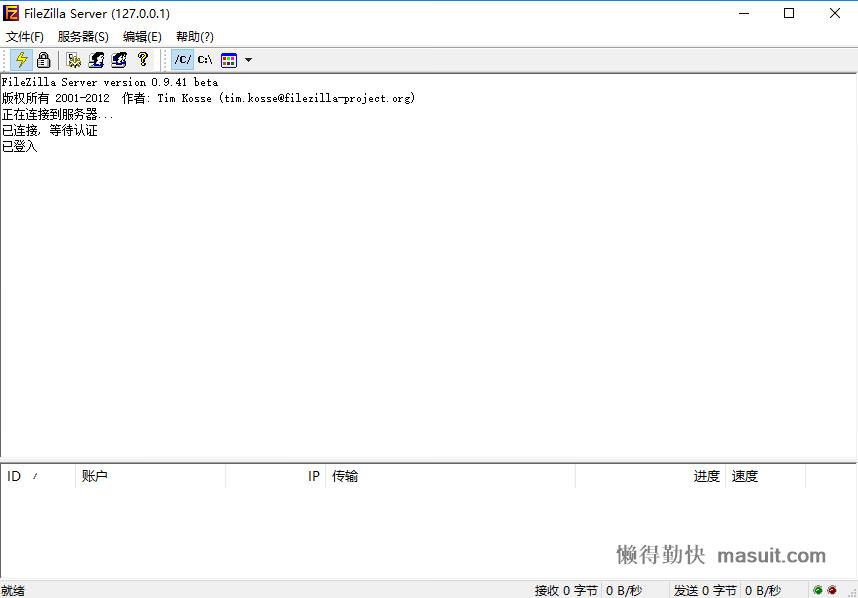 FileZilla Server (127.0.0.1)
文件(F) 服务器(S) 编辑(E) 帮助(?)
/C/ C:\
FileZilla Server version 0.9.41 beta
版权所有 2001-2012 作者: Tim Kosse (tim.kosse@filezilla-project.org)
正在连接到服务器...
已连接, 等待认证
已登入
ID / 账户 IP 传输 进度 速度
懒得勤快 masuit.com
就绪 接收 0 字节 0 B/秒 发送 0 字节 0 B/秒